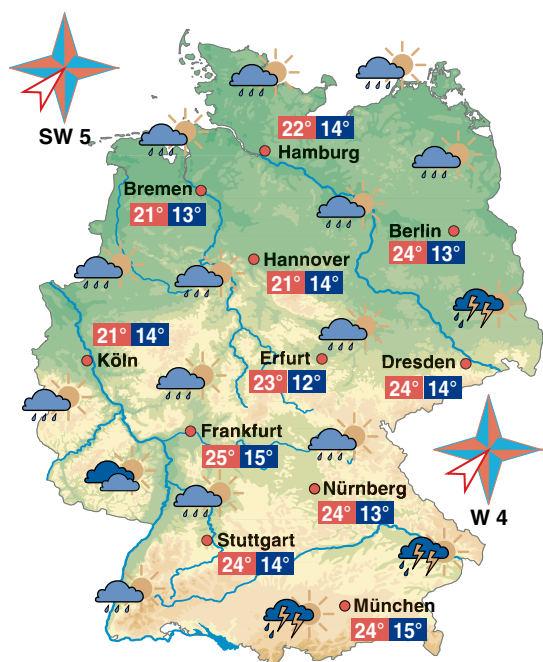 SW 5
22° 14°
Hamburg
Bremen
21° 13°
Berlin
24° 13°
Hannover
21° 14°
21° 14°
Köln
Erfurt
23° 12°
Dresden
24° 14°
Frankfurt
25° 15°
Nürnberg
24° 13°
W 4
Stuttgart
24° 14°
München
24° 15°